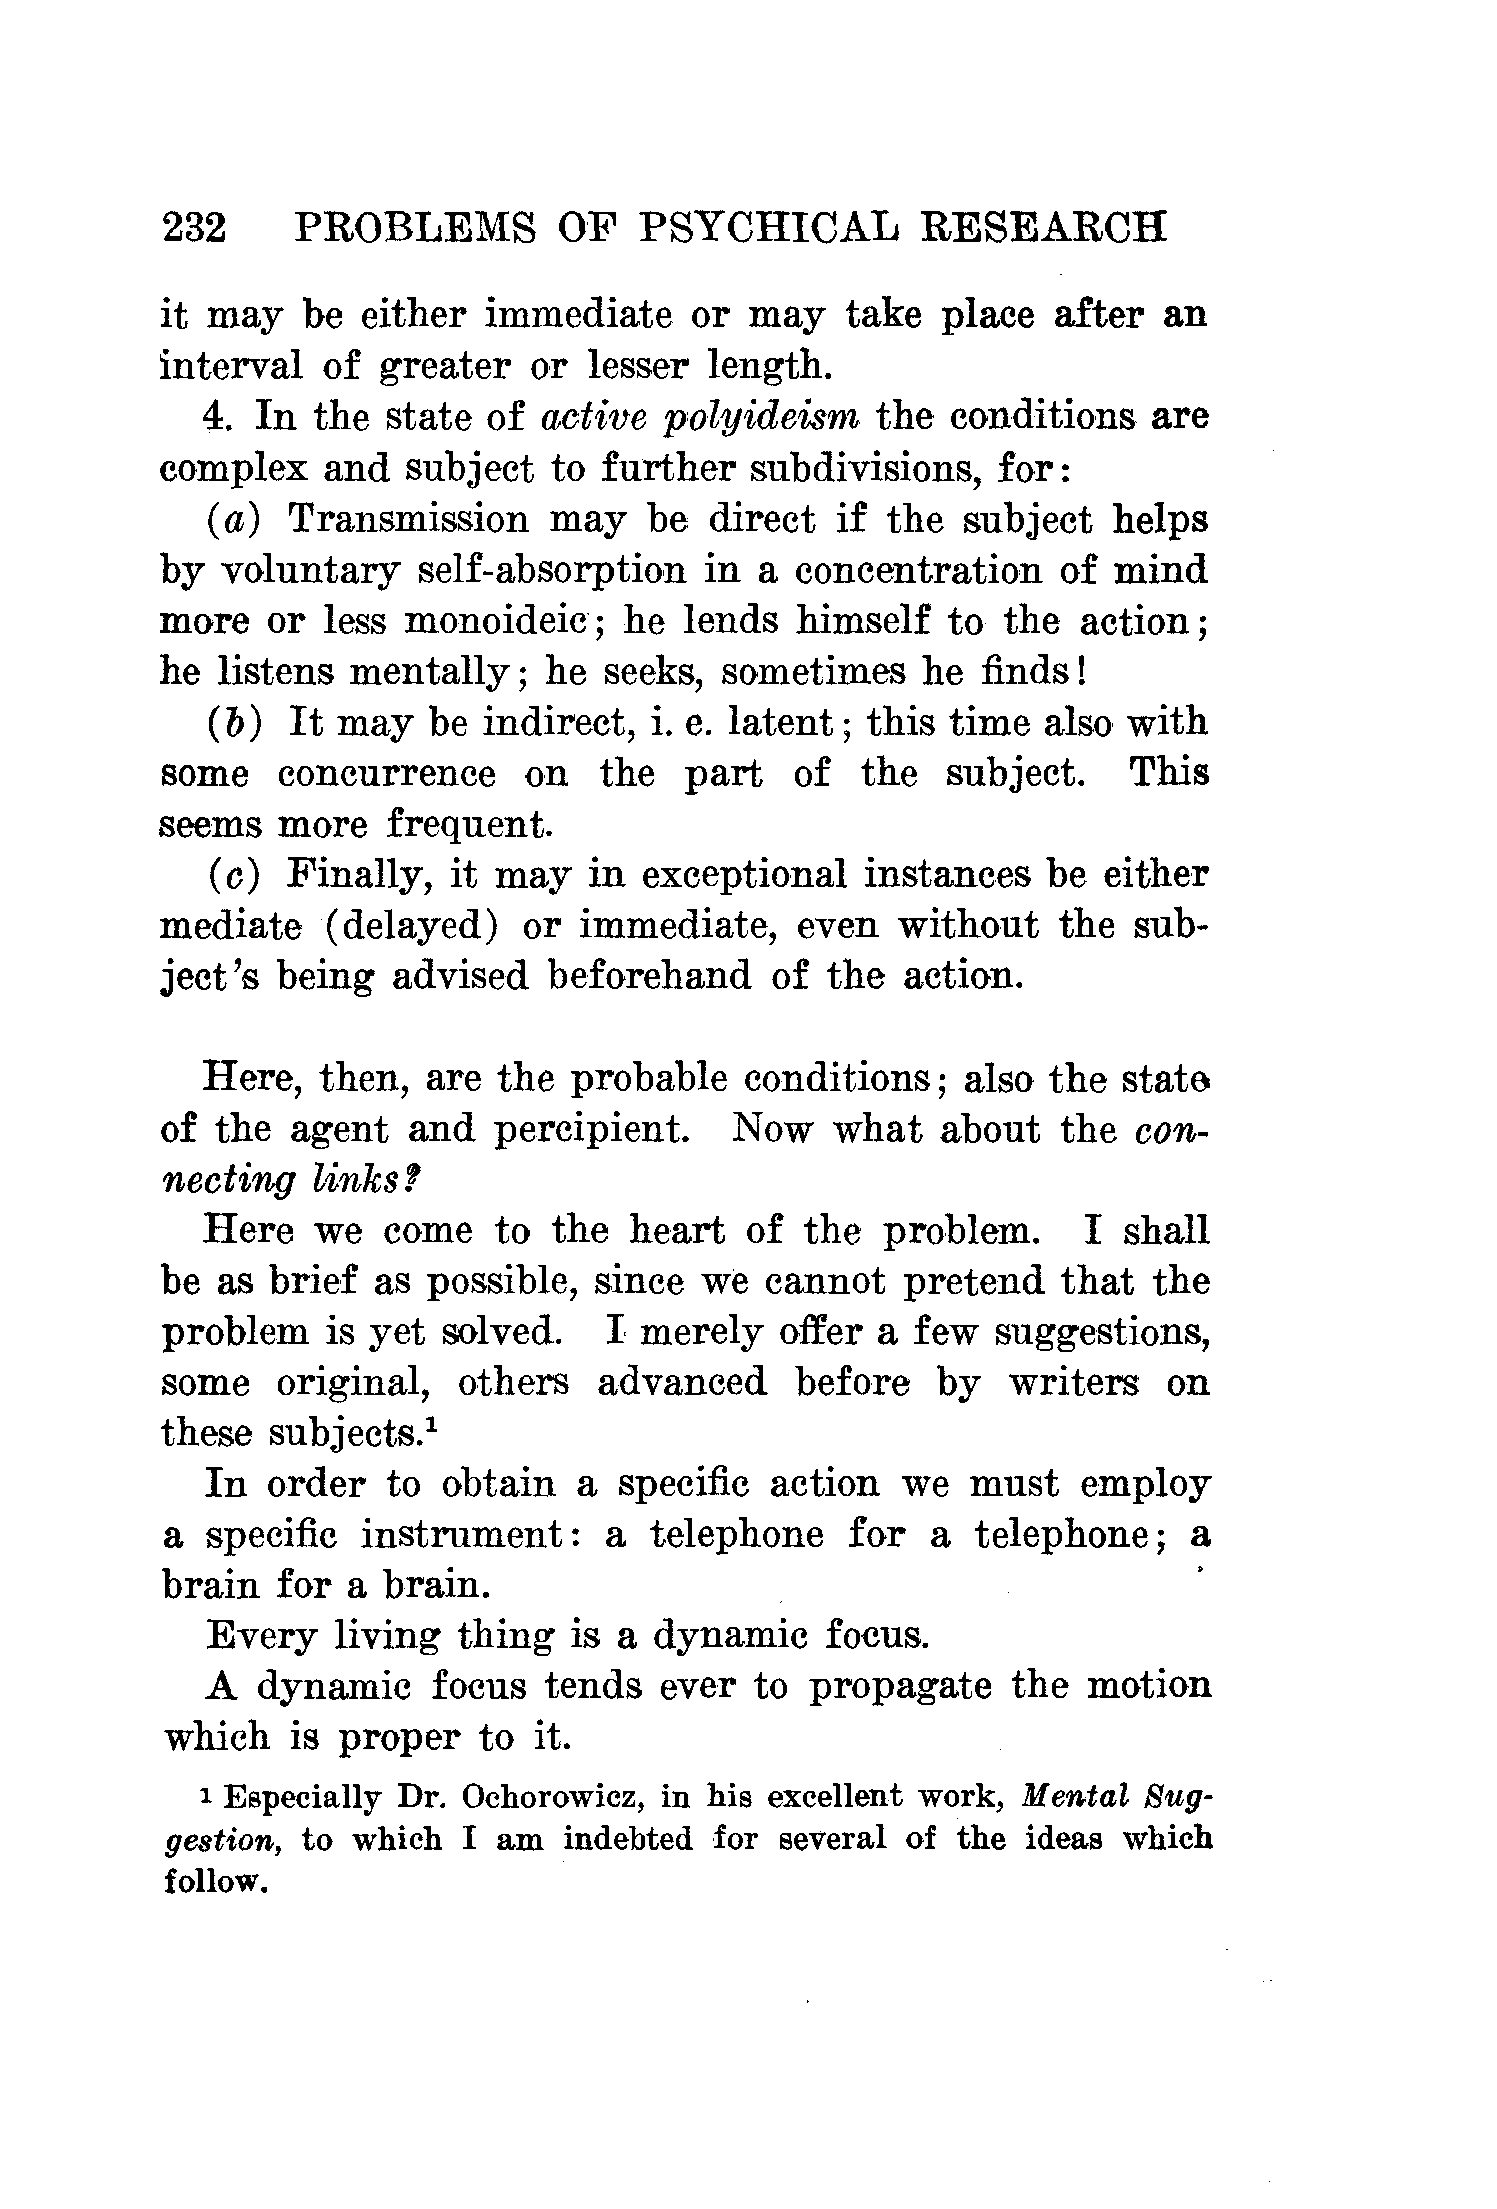 232 PROBLEMS OF PSYCHICAL RESEARCH
it may be either immediate or may take place after an
interval of greater or lesser length.
4. In the state of active polyideism the conditions are
complex and subject to further subdivisions, for:
(a) Transmission may be direct if the subject helps
by voluntary self-absorption in a concentration of mind
more or less monoideic; he lends himself to the action;
he listens mentally; he seeks, sometimes he finds!
(b) It may be indirect, i. e. latent; this time also with
some concurrence on the part of the subject. This
seems more frequent.
(c) Finally, it may in exceptional instances be either
mediate (delayed) or immediate, even without the sub-
ject's being advised beforehand of the action.
Here, then, are the probable conditions; also the state
of the agent and percipient. Now what about the con-
necting links?
Here we come to the heart of the problem. I shall
be as brief as possible, since we cannot pretend that the
problem is yet solved. I merely offer a few suggestions,
some original, others advanced before by writers on
these subjects.¹
In order to obtain a specific action we must employ
a specific instrument: a telephone for a telephone; a
brain for a brain.
Every living thing is a dynamic focus.
A dynamic focus tends ever to propagate the motion
which is proper to it.
¹ Especially Dr. Ochorowicz, in his excellent work, Mental Sug-
gestion, to which I am indebted for several of the ideas which
follow.